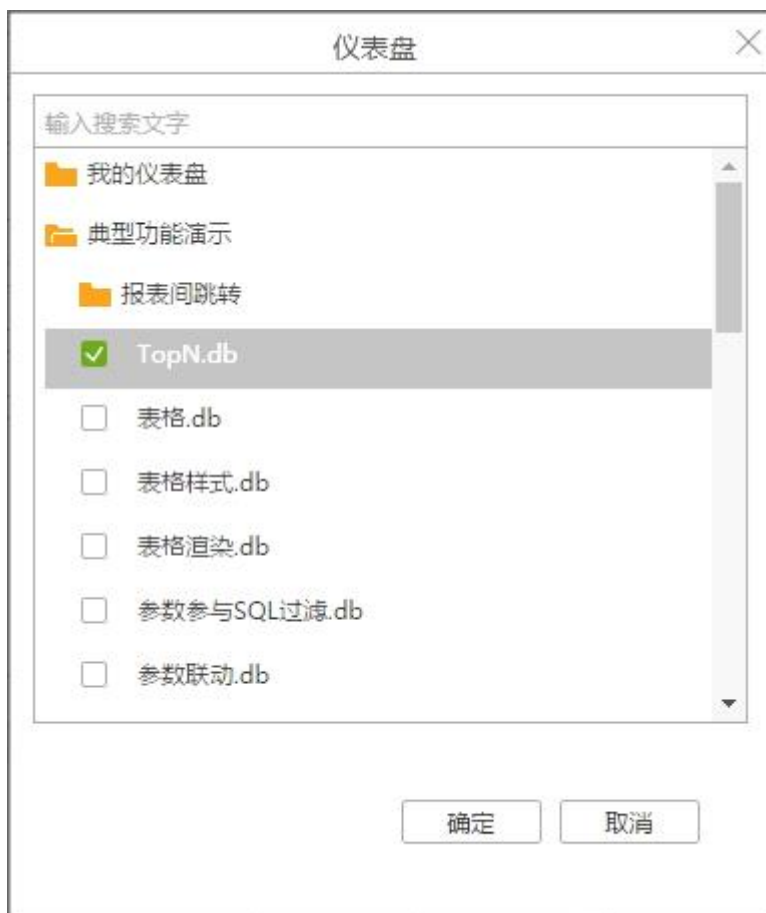 仪表盘
输入搜索文字
我的仪表盘
典型功能演示
报表间跳转
TopN.db
表格.db
表格样式.db
表格渲染.db
参数参与SQL过滤.db
参数联动.db
确定 取消